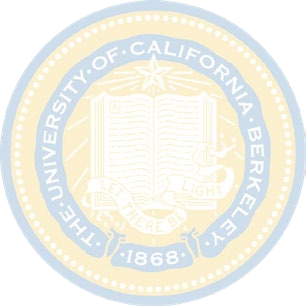 ·THE·UNIVERSITY·OF·CALIFORNIA·BERKELEY·
LET THERE BE LIGHT
·1868·